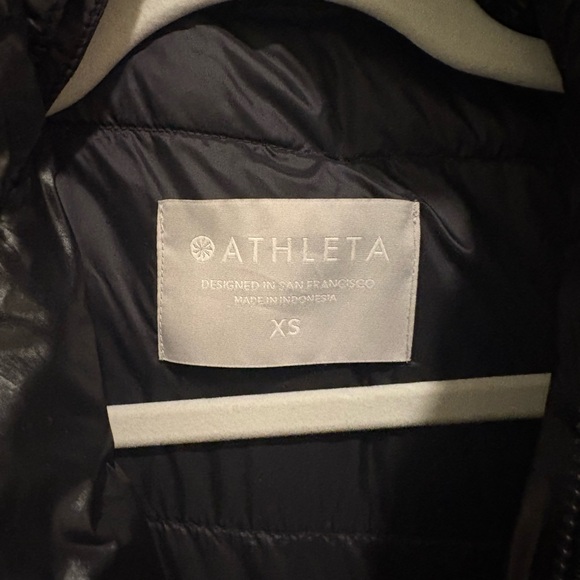 ATHLETA
DESIGNED IN SAN FRANCISCO
MADE IN INDONESIA
XS